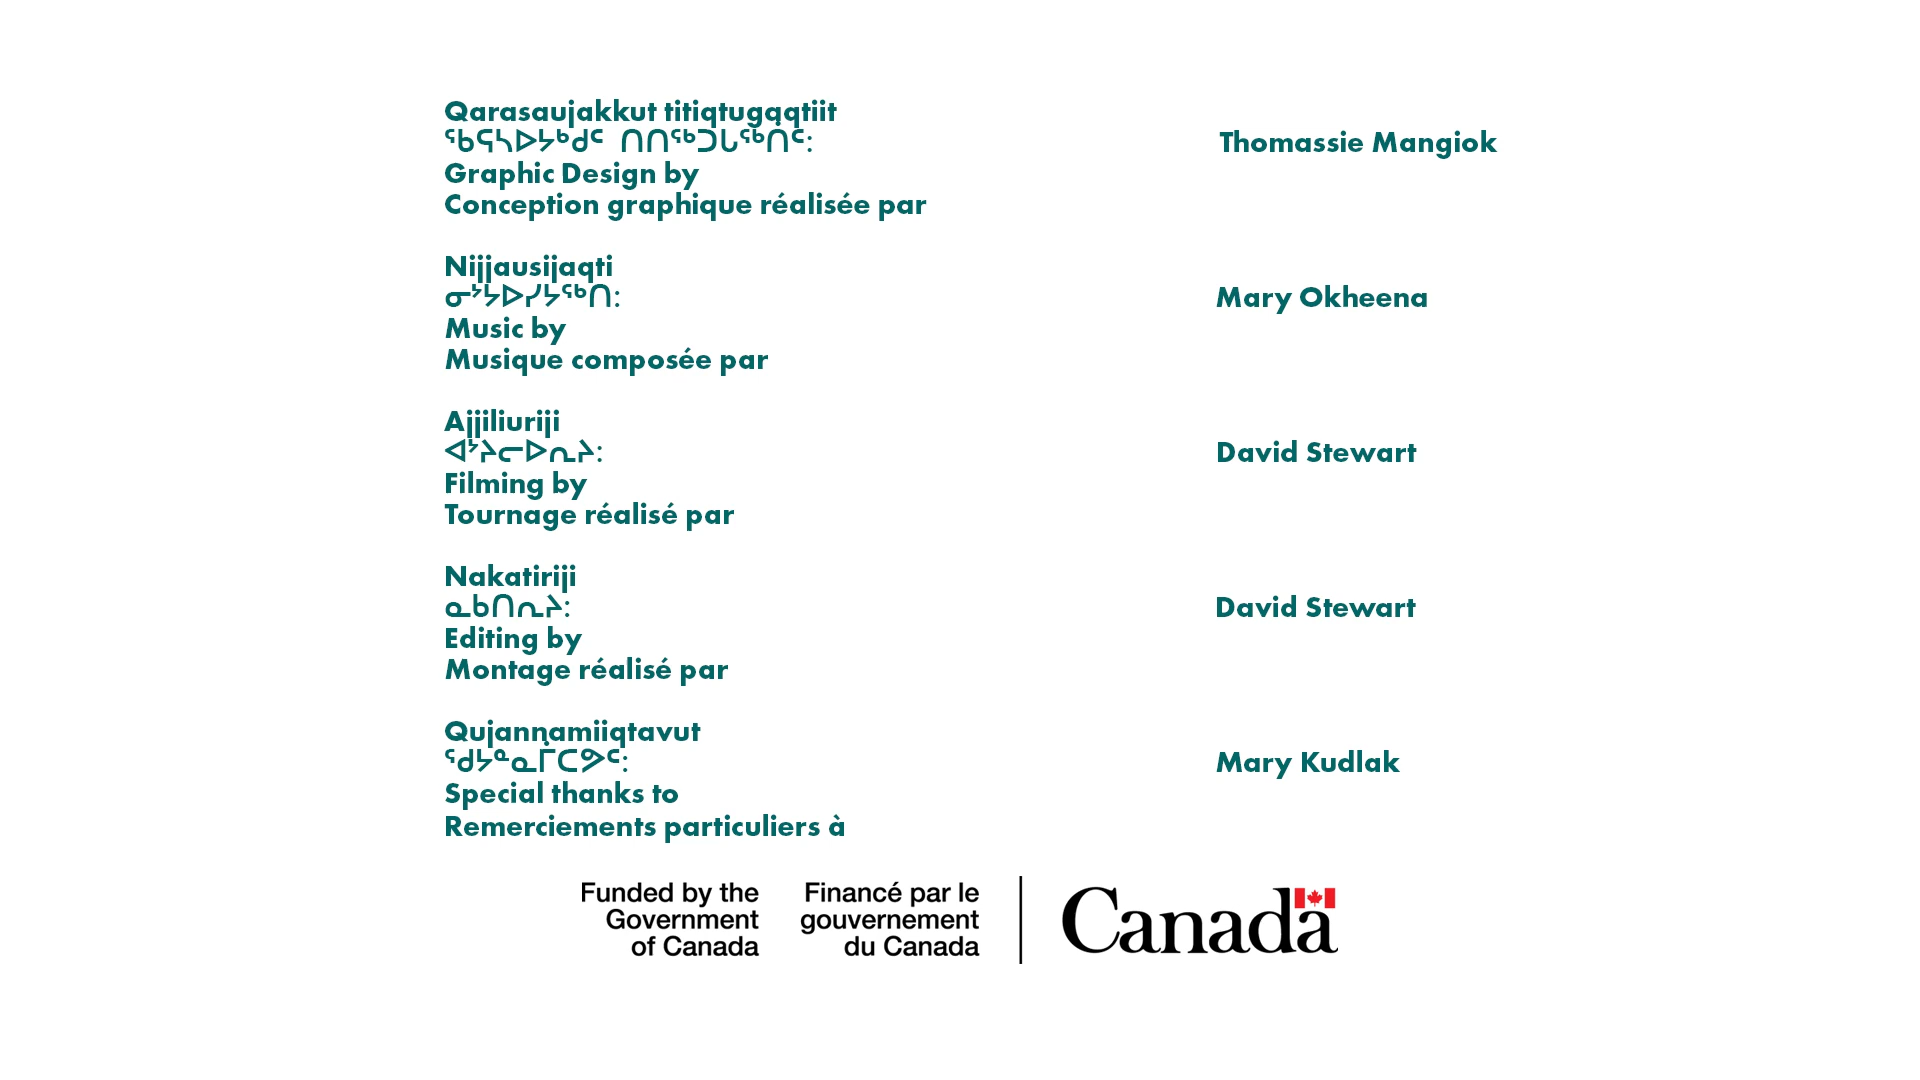 Qarasaujakkut titiqtugaqtiit
ᖃᕋᓴᐅᔭᒃᑯᑦ ᑎᑎᖅᑐᒐᖅᑏᑦ:
Thomassie Mangiok
Graphic Design by
Conception graphique réalisée par
Nijjausijaqti
ᓂᔾᔭᐅᓯᔭᖅᑎ:
Mary Okheena
Music by
Musique composée par
Ajjiliuriji
ᐊᔾᔨᓕᐅᕆᔨ:
David Stewart
Filming by
Tournage réalisé par
Nakatiriji
ᓇᑲᑎᕆᔨ:
David Stewart
Editing by
Montage réalisé par
Qujannamiiqtavut
ᖁᔭᓐᓇᒦᑕᕗᑦ:
Mary Kudlak
Special thanks to
Remerciements particuliers à
Funded by the
Government
of Canada
Financé par le
gouvernement
du Canada
Canada